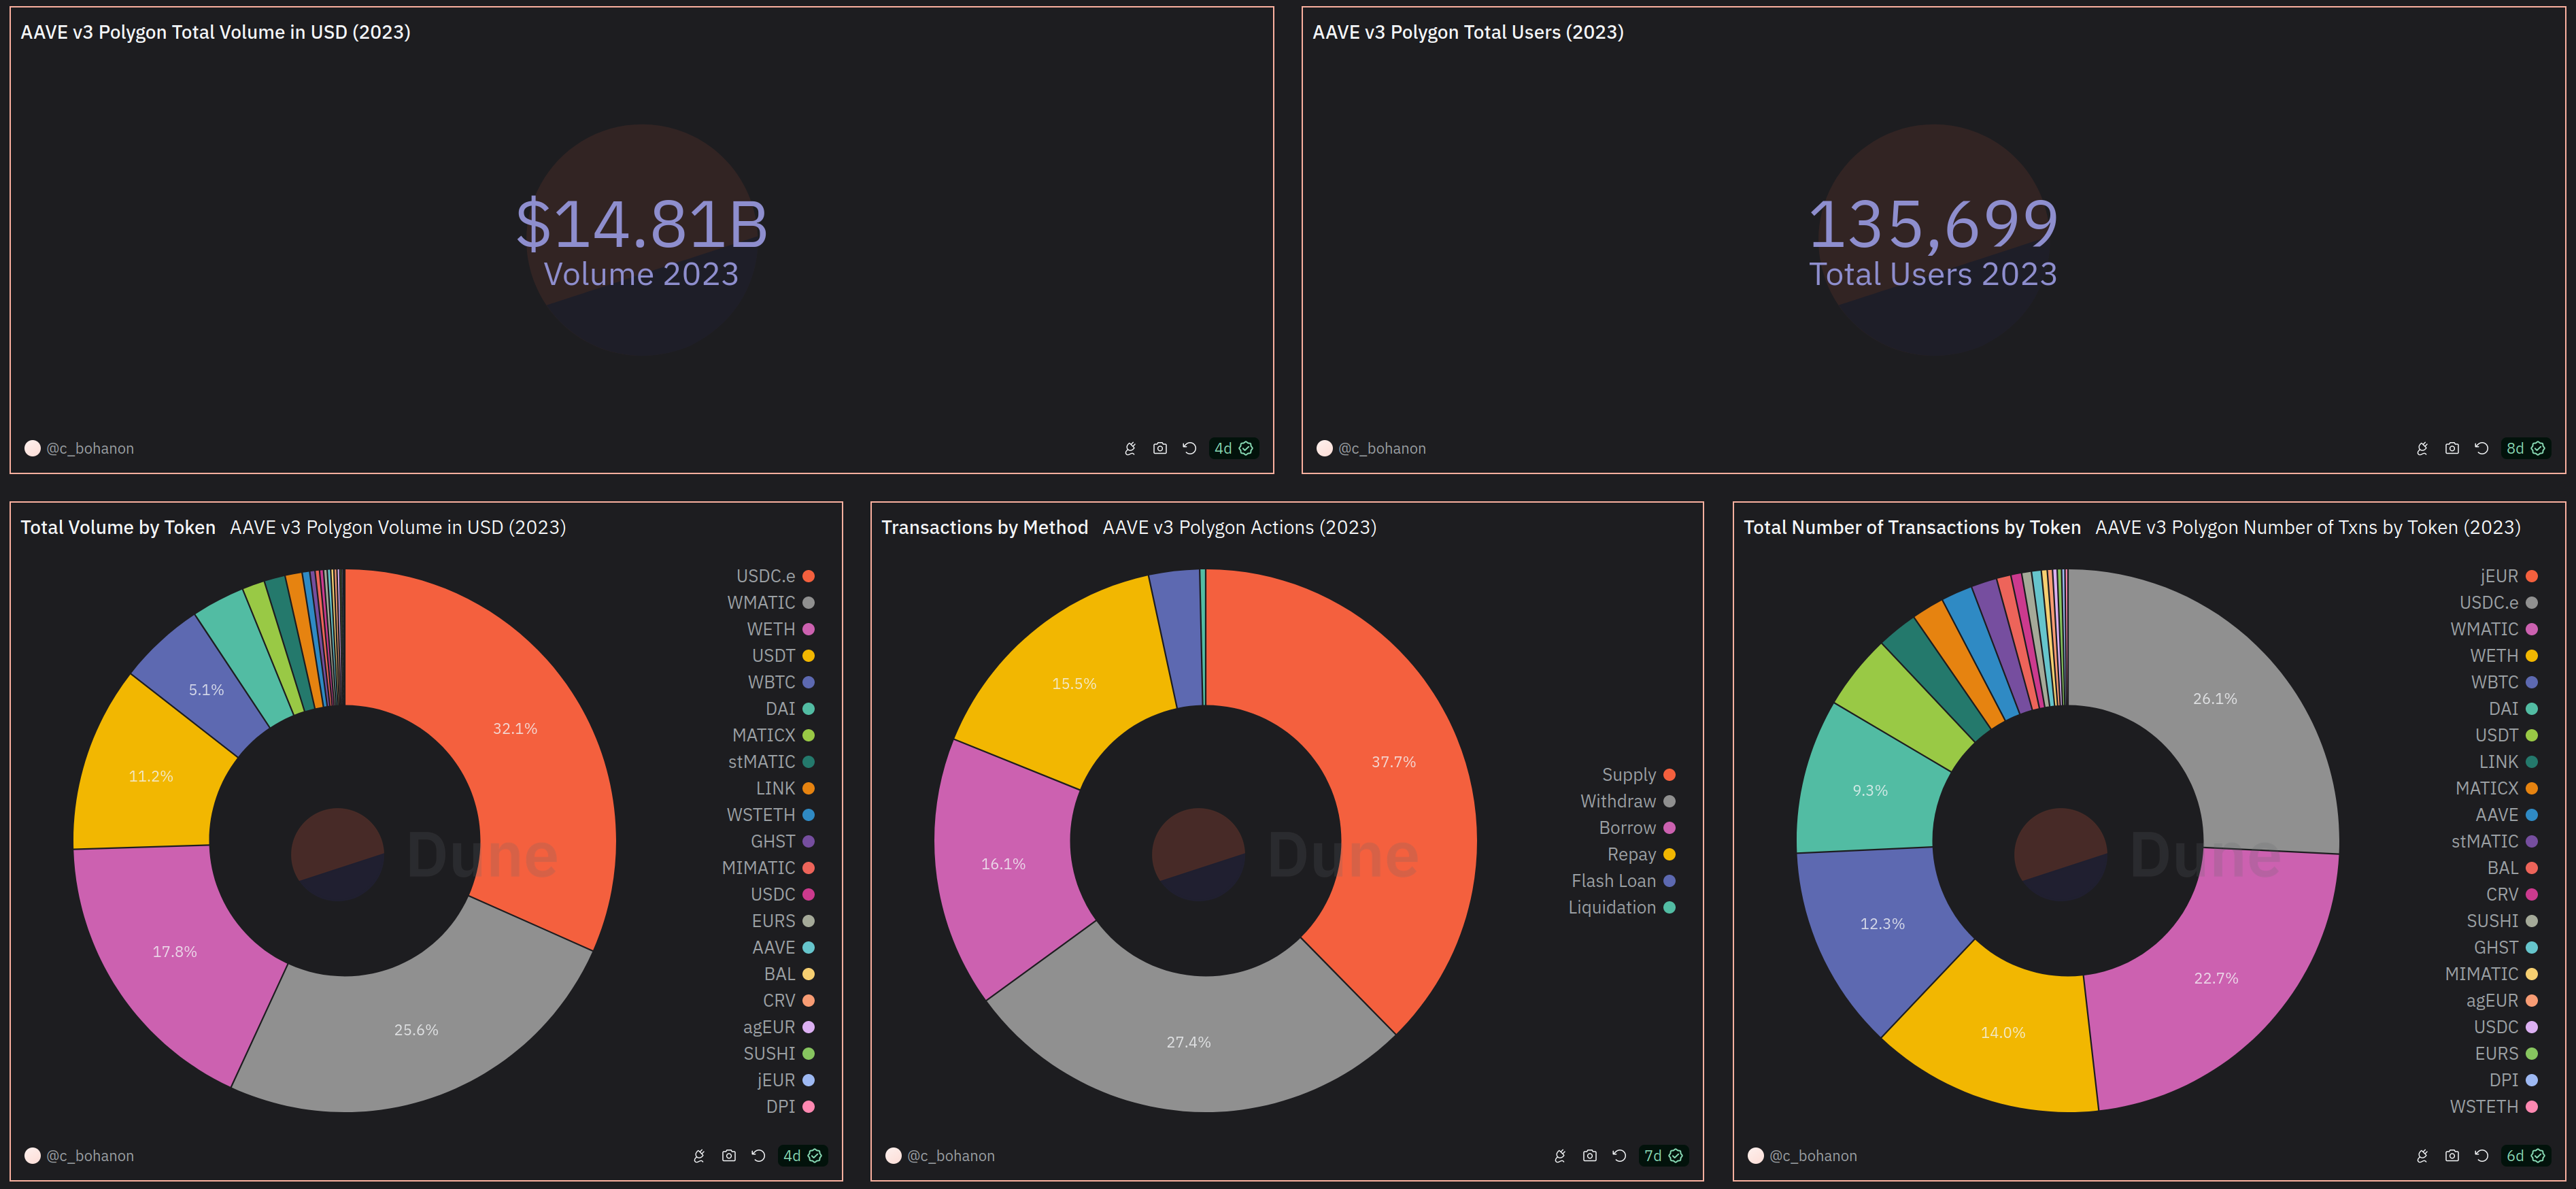 AAVE v3 Polygon Total Volume in USD (2023)
$14.81B
Volume 2023
@c_bohanon
4d
AAVE v3 Polygon Total Users (2023)
135,699
Total Users 2023
@c_bohanon
8d
Total Volume by Token AAVE v3 Polygon Volume in USD (2023)
32.1%
25.6%
17.8%
11.2%
5.1%
Dune
USDC.e
WMATIC
WETH
USDT
WBTC
DAI
MATICX
stMATIC
LINK
WSTETH
GHST
MIMATIC
USDC
EURS
AAVE
BAL
CRV
agEUR
SUSHI
jEUR
DPI
@c_bohanon
4d
Transactions by Method AAVE v3 Polygon Actions (2023)
37.7%
27.4%
16.1%
15.5%
Dune
Supply
Withdraw
Borrow
Repay
Flash Loan
Liquidation
@c_bohanon
7d
Total Number of Transactions by Token AAVE v3 Polygon Number of Txns by Token (2023)
26.1%
22.7%
14.0%
12.3%
9.3%
Dune
jEUR
USDC.e
WMATIC
WETH
WBTC
DAI
USDT
LINK
MATICX
AAVE
stMATIC
BAL
CRV
SUSHI
GHST
MIMATIC
agEUR
USDC
EURS
DPI
WSTETH
@c_bohanon
6d